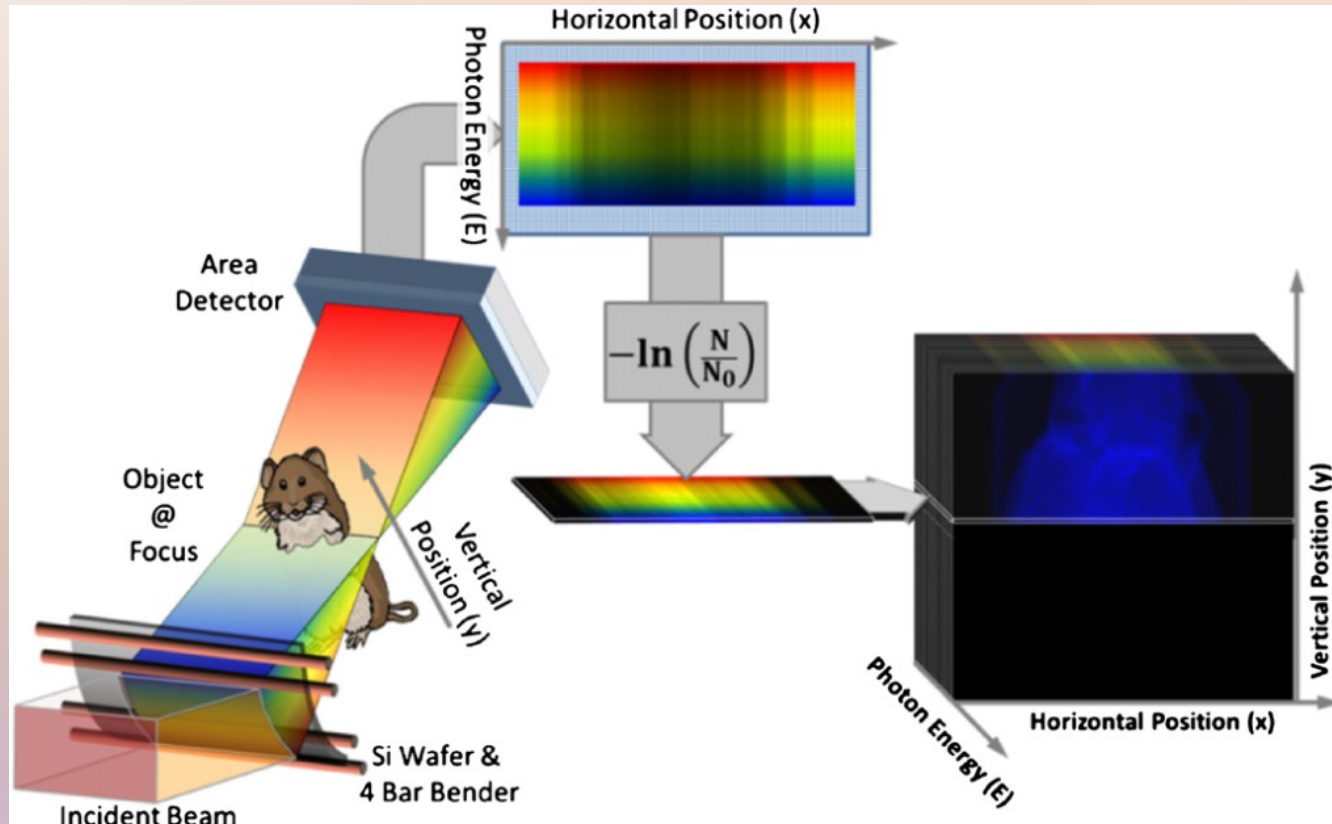 Horizontal Position (x)
Photon Energy (E)
Area
Detector
−ln (N/N₀)
Object
@
Focus
Vertical
Position (y)
Vertical Position (y)
Photon Energy (E)
Horizontal Position (x)
Si Wafer &
4 Bar Bender
Incident Beam